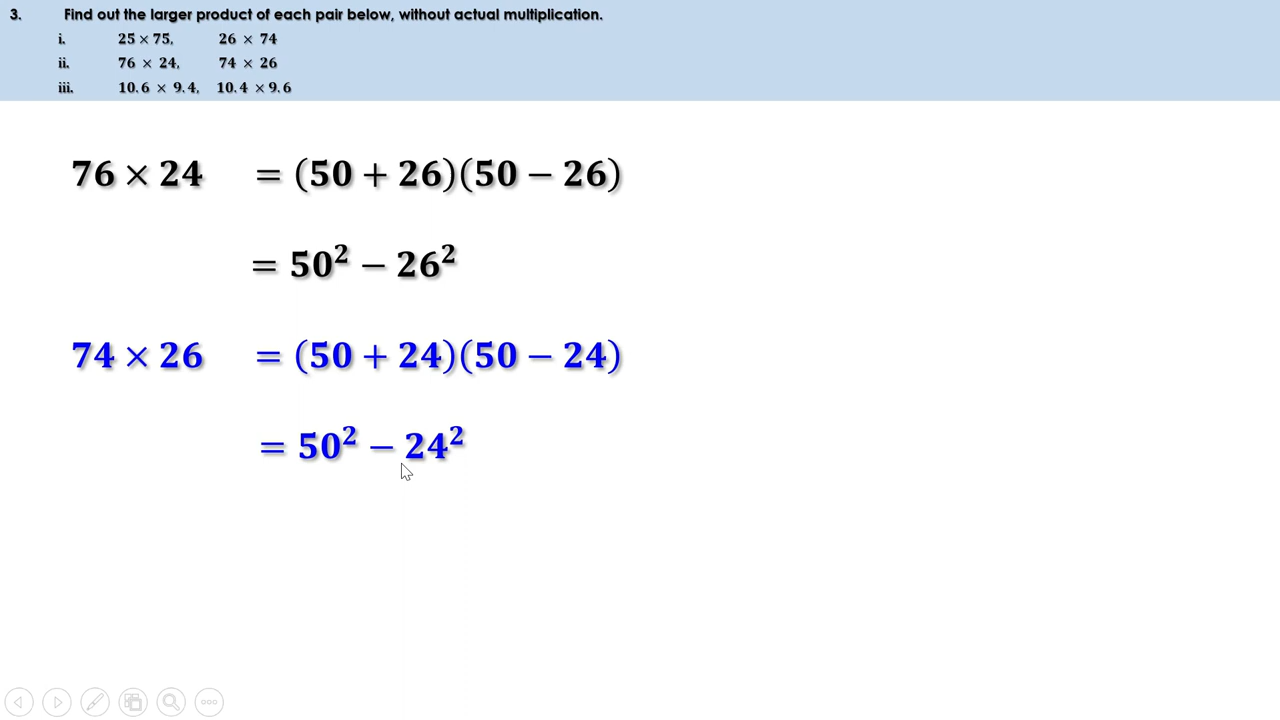 3. Find out the larger product of each pair below, without actual multiplication.
i. 25 × 75, 26 × 74
ii. 76 × 24, 74 × 26
iii. 10.6 × 9.4, 10.4 × 9.6
76 × 24 = (50 + 26)(50 − 26)
= 50² − 26²
74 × 26 = (50 + 24)(50 − 24)
= 50² − 24²